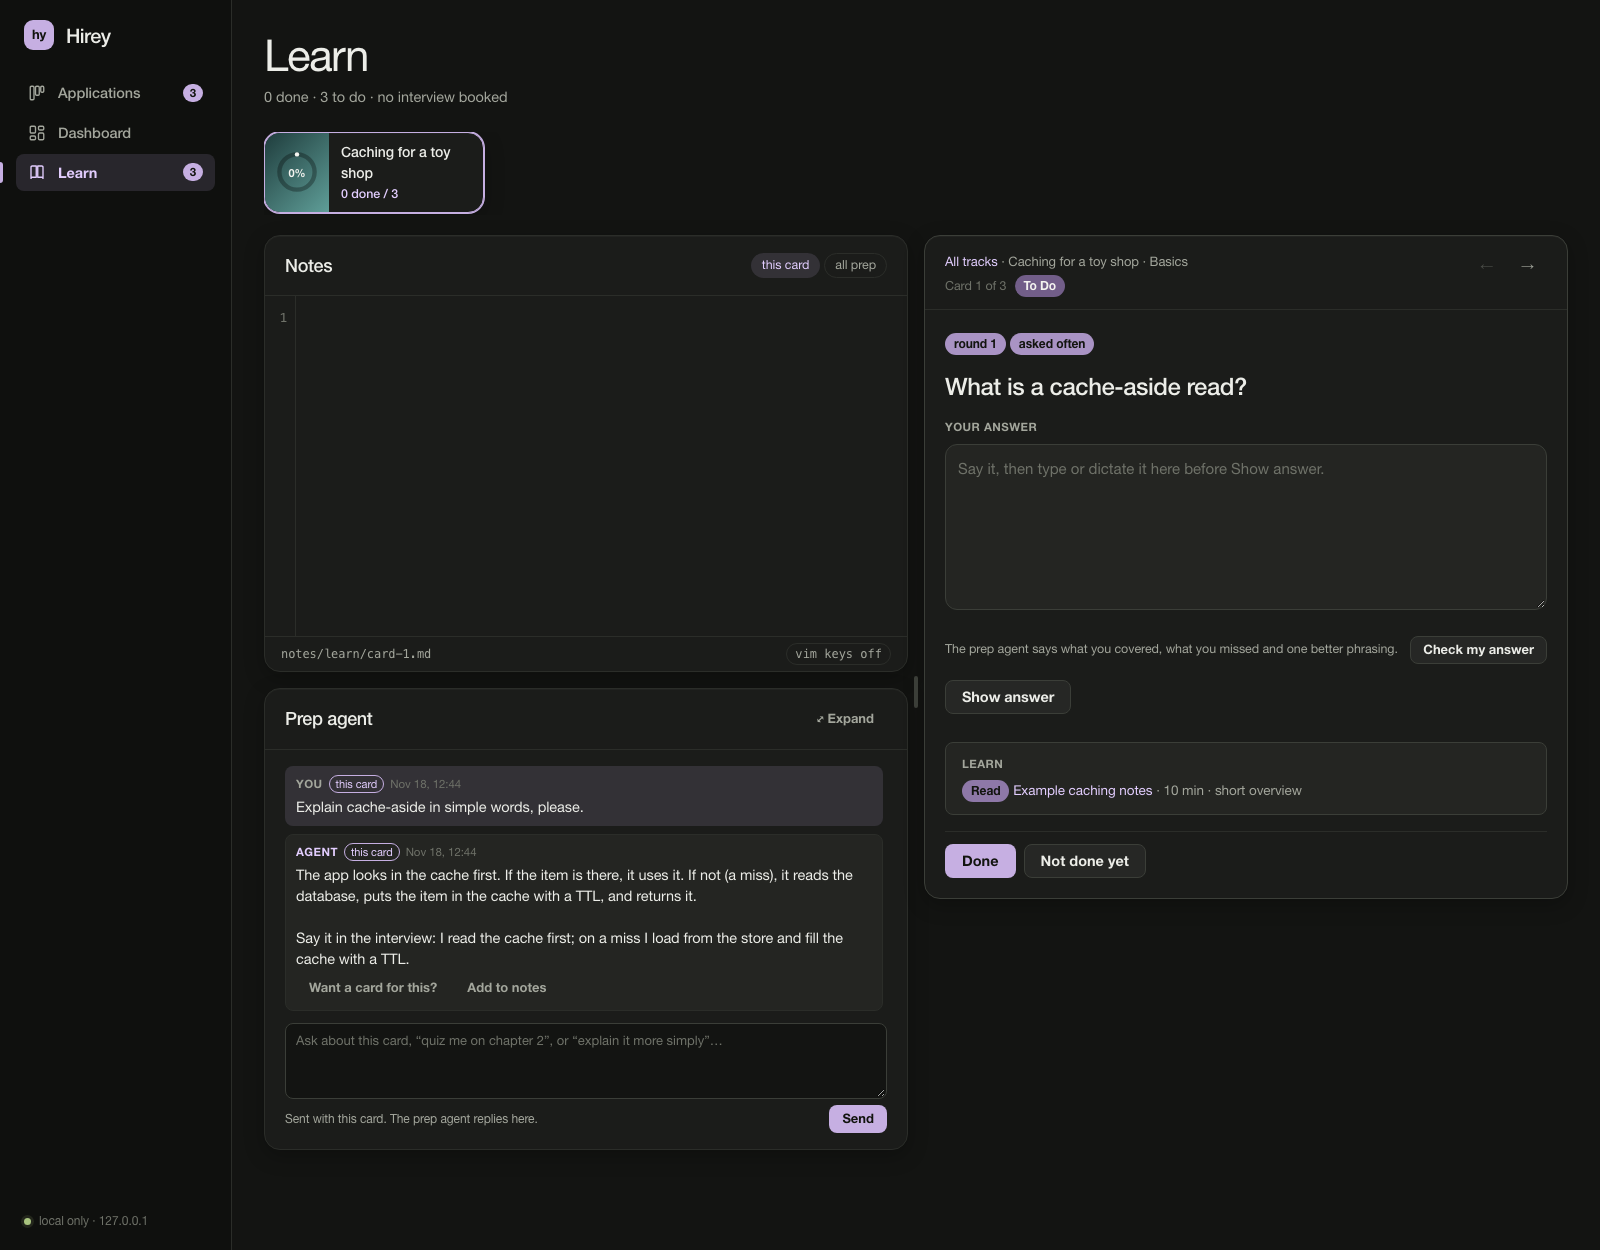 hy Hirey
Applications 3
Dashboard
Learn 3
local only · 127.0.0.1
Learn
0 done · 3 to do · no interview booked
0%
Caching for a toy
shop
0 done / 3
Notes
this card
all prep
1
notes/learn/card-1.md
vim keys off
Prep agent
⤢ Expand
YOU this card Nov 18, 12:44
Explain cache-aside in simple words, please.
AGENT this card Nov 18, 12:44
The app looks in the cache first. If the item is there, it uses it. If not (a miss), it reads the
database, puts the item in the cache with a TTL, and returns it.
Say it in the interview: I read the cache first; on a miss I load from the store and fill the
cache with a TTL.
Want a card for this? Add to notes
Ask about this card, “quiz me on chapter 2”, or “explain it more simply”…
Sent with this card. The prep agent replies here.
Send
All tracks · Caching for a toy shop · Basics
← →
Card 1 of 3 To Do
round 1 asked often
What is a cache-aside read?
YOUR ANSWER
Say it, then type or dictate it here before Show answer.
The prep agent says what you covered, what you missed and one better phrasing.
Check my answer
Show answer
LEARN
Read Example caching notes · 10 min · short overview
Done
Not done yet